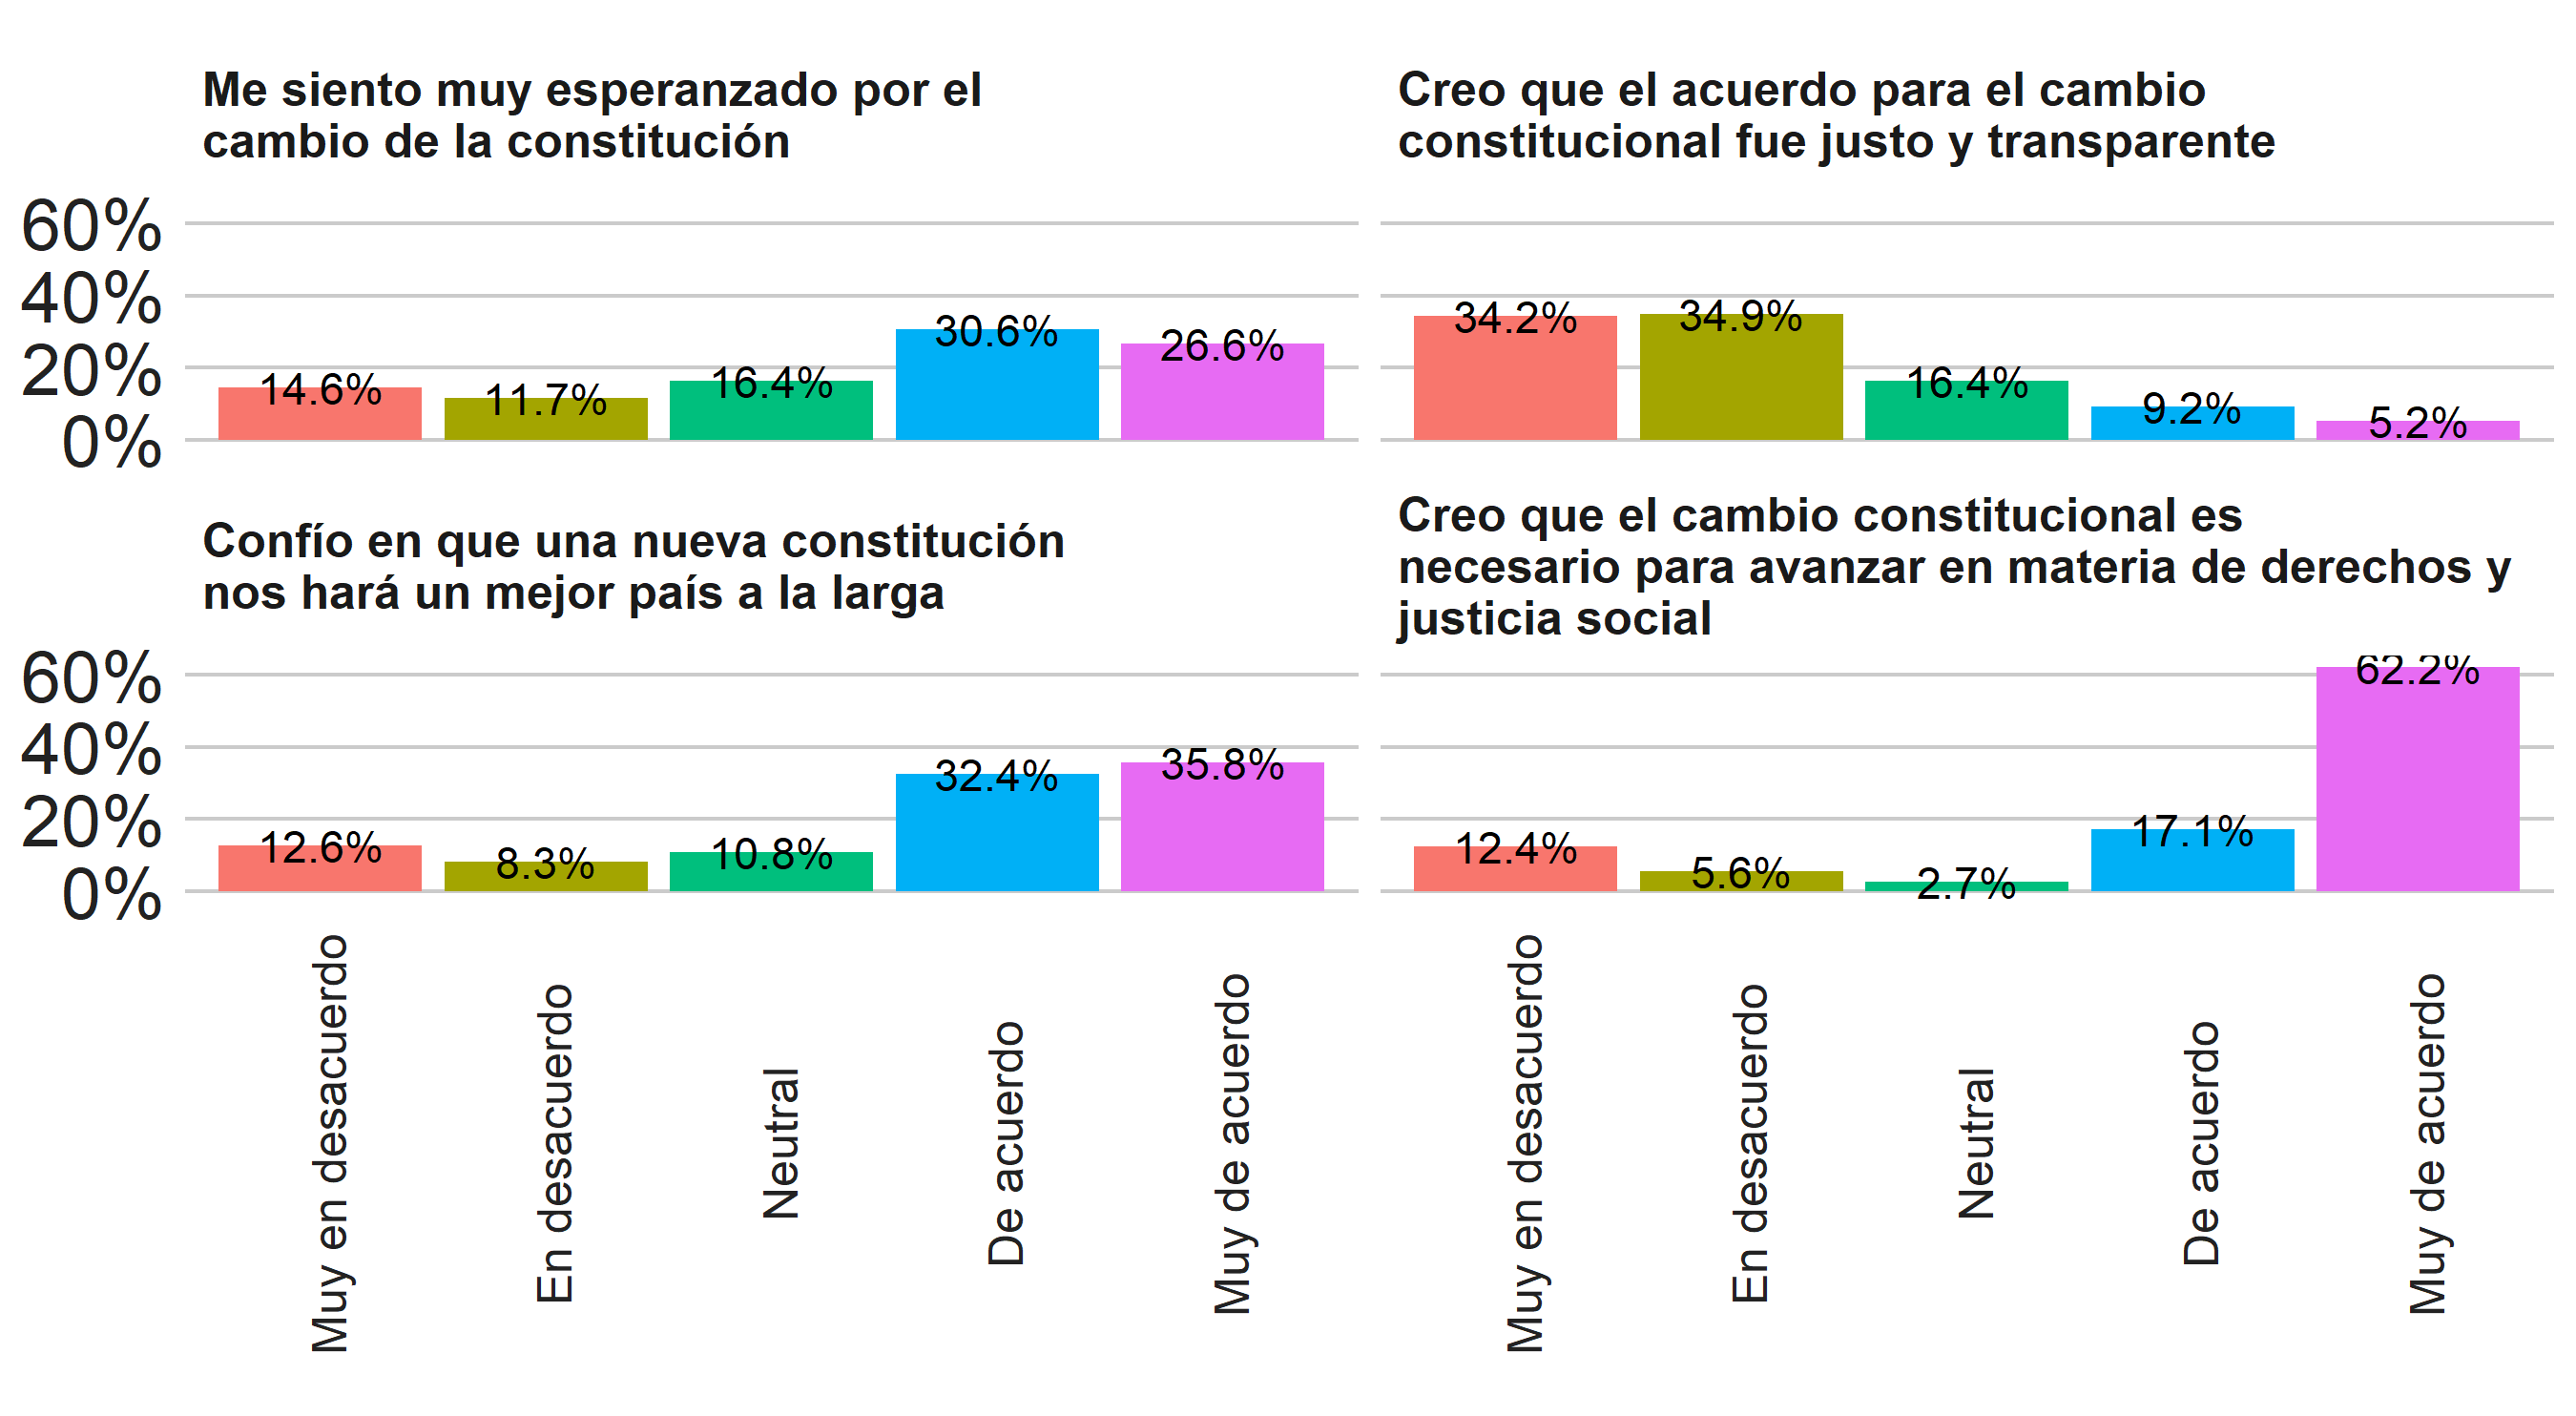 Me siento muy esperanzado por el
cambio de la constitución
Creo que el acuerdo para el cambio
constitucional fue justo y transparente
60%
40%
20%
0%
14.6%
11.7%
16.4%
30.6%
26.6%
34.2%
34.9%
16.4%
9.2%
5.2%
Confío en que una nueva constitución
nos hará un mejor país a la larga
Creo que el cambio constitucional es
necesario para avanzar en materia de derechos y
justicia social
60%
40%
20%
0%
12.6%
8.3%
10.8%
32.4%
35.8%
12.4%
5.6%
2.7%
17.1%
62.2%
Muy en desacuerdo
En desacuerdo
Neutral
De acuerdo
Muy de acuerdo
Muy en desacuerdo
En desacuerdo
Neutral
De acuerdo
Muy de acuerdo